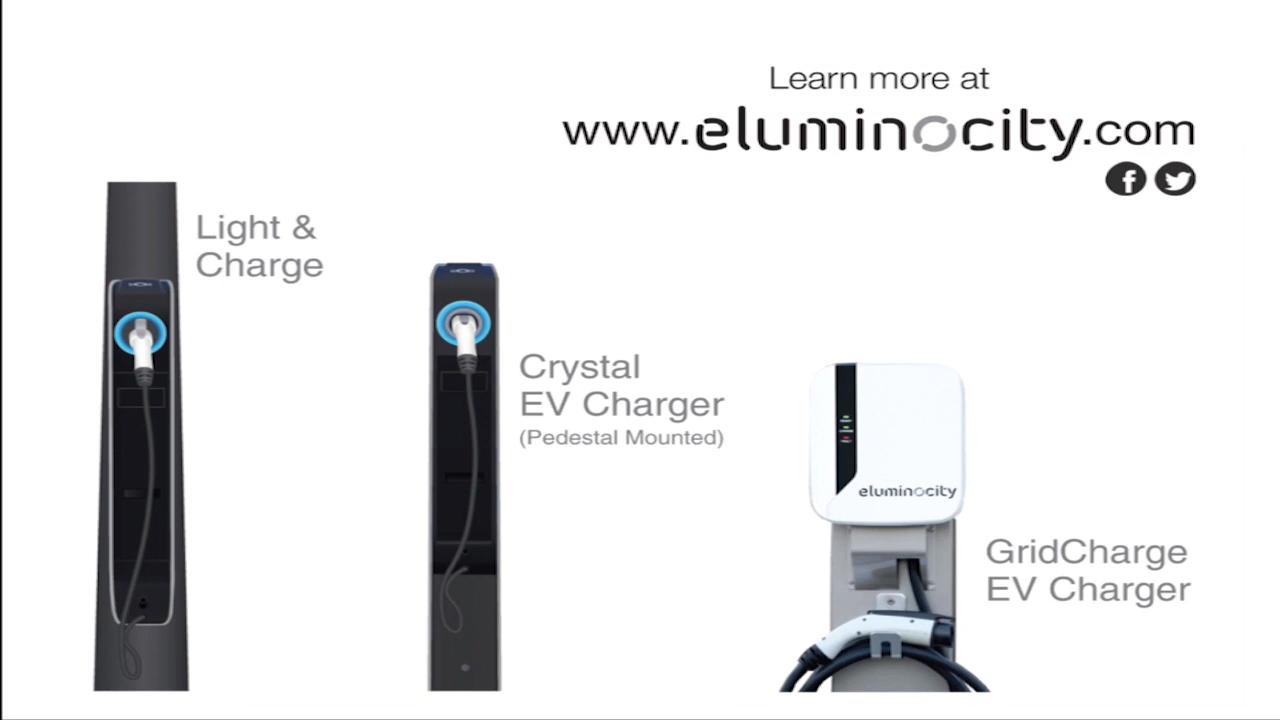 Learn more at
www.eluminocity.com
Light &
Charge
Crystal
EV Charger
(Pedestal Mounted)
eluminocity
GridCharge
EV Charger